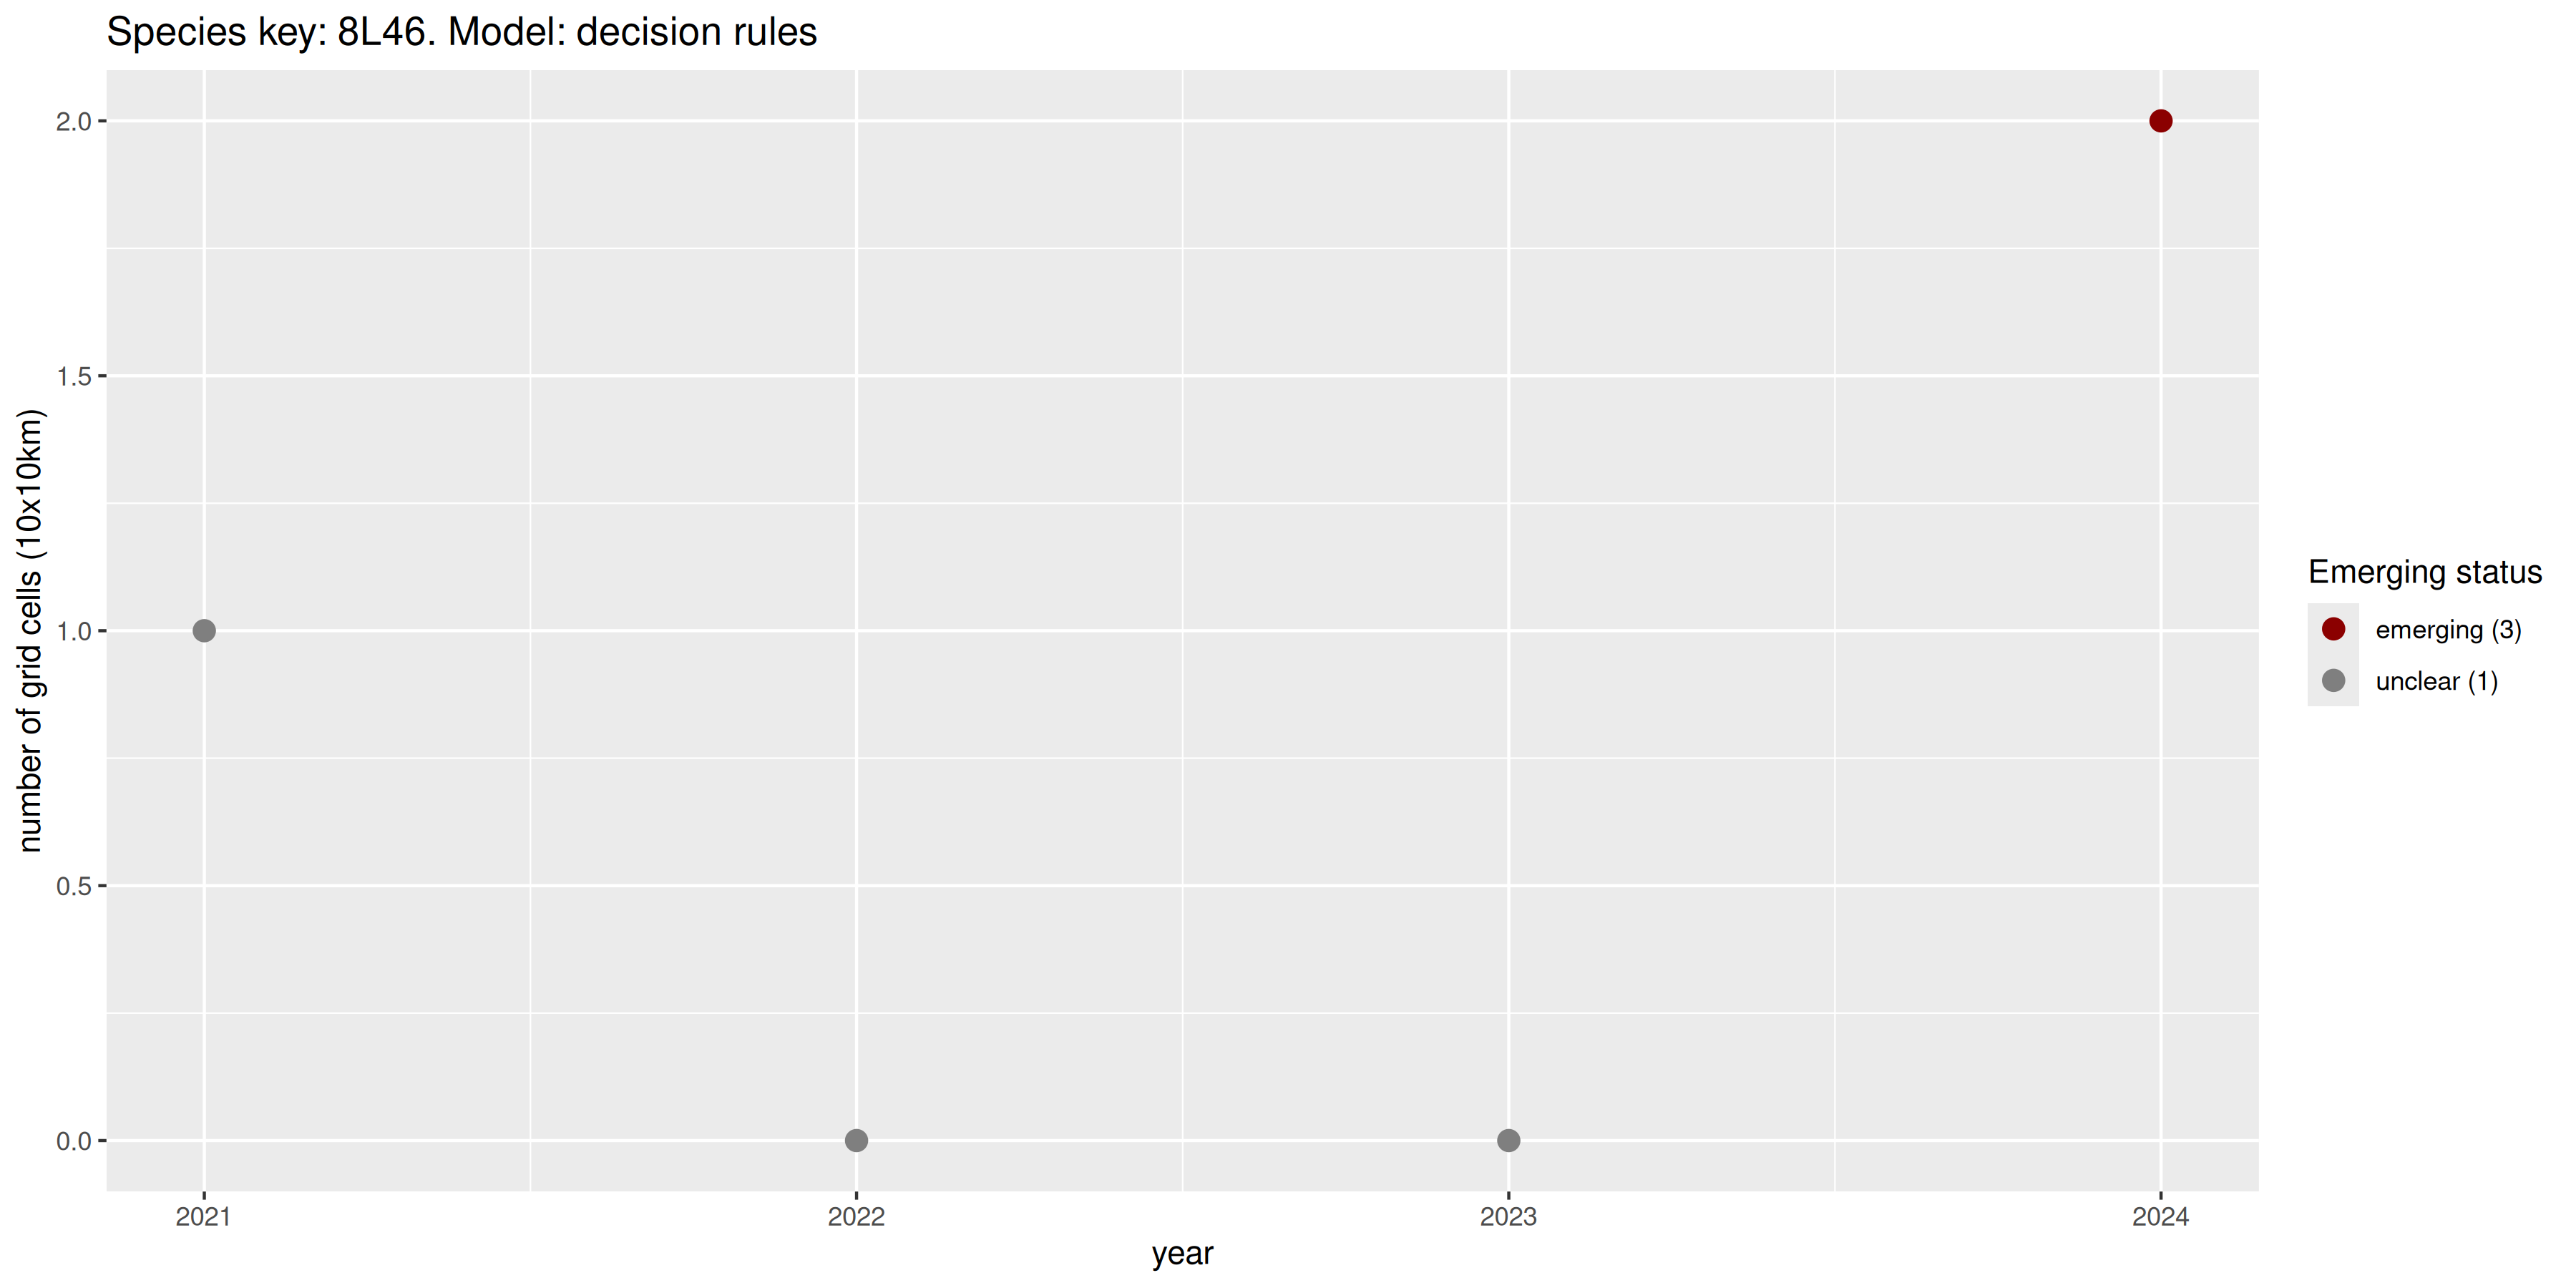 Species key: 8L46. Model: decision rules
number of grid cells (10x10km)
2.0
1.5
1.0
0.5
0.0
2021
2022
2023
2024
year
Emerging status
emerging (3)
unclear (1)